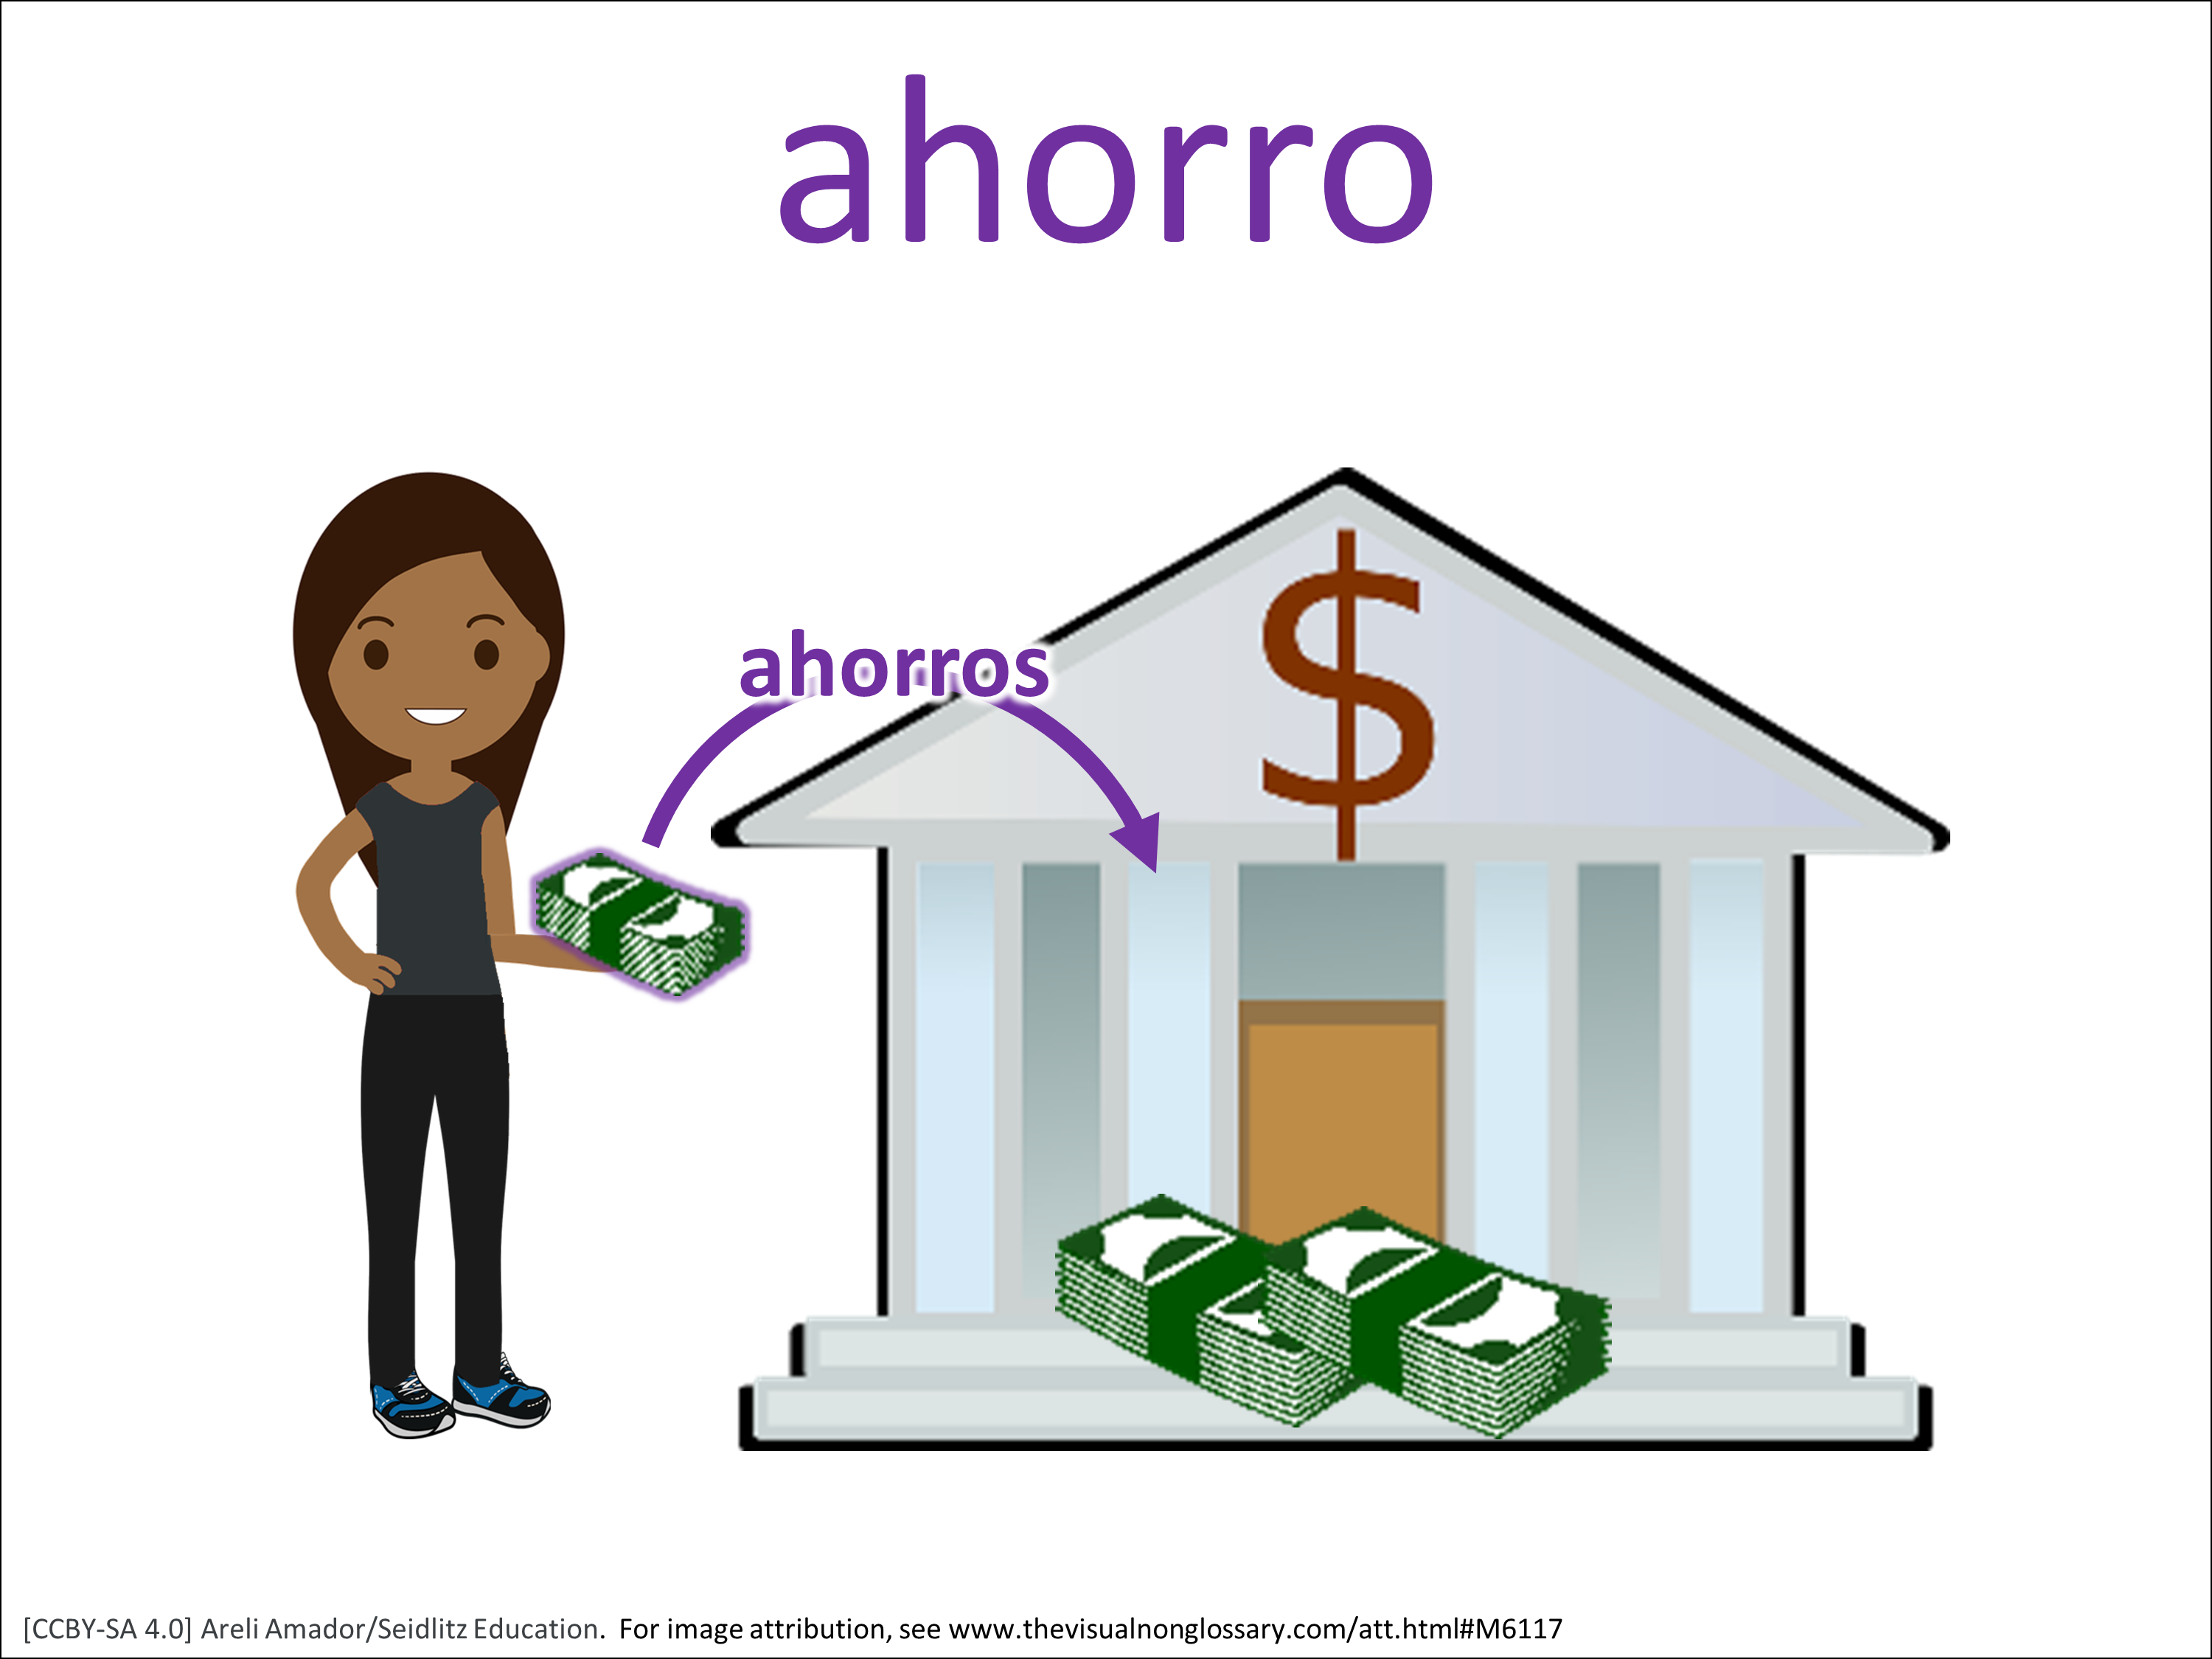 ahorro
ahorros
$
[CCBY-SA 4.0] Areli Amador/Seidlitz Education.  For image attribution, see www.thevisualnonglossary.com/att.html#M6117